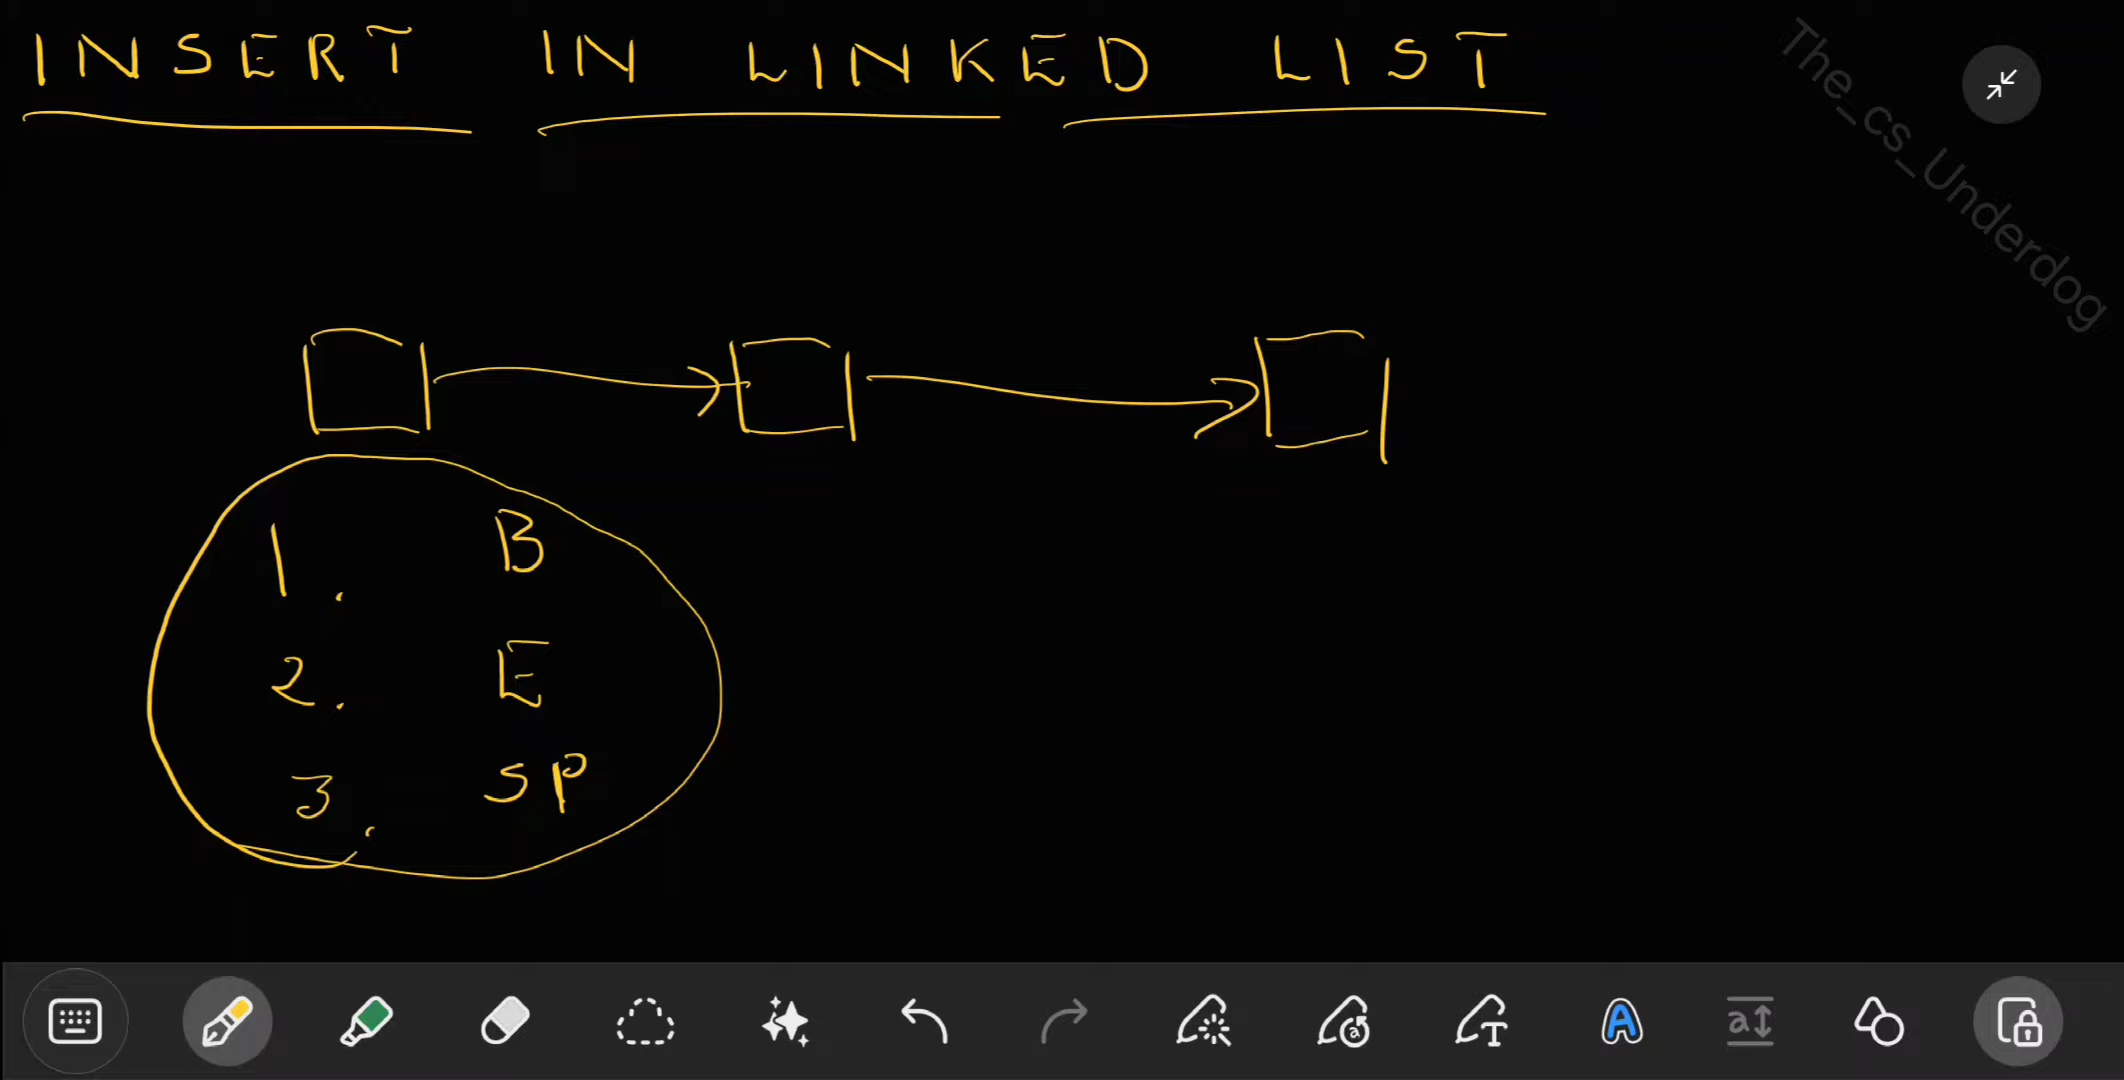 INSERT IN LINKED LIST
The_cs_Underdog
1. B
2. E
3. SP